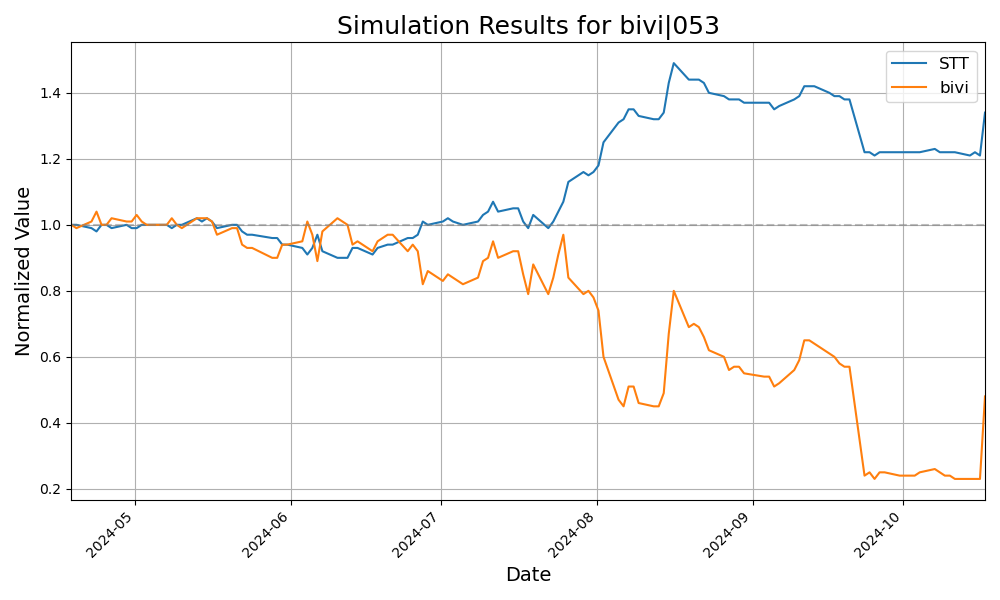 Simulation Results for bivi|053
STT
bivi
1.4
1.2
1.0
0.8
0.6
0.4
0.2
Normalized Value
2024-05
2024-06
2024-07
2024-08
2024-09
2024-10
Date